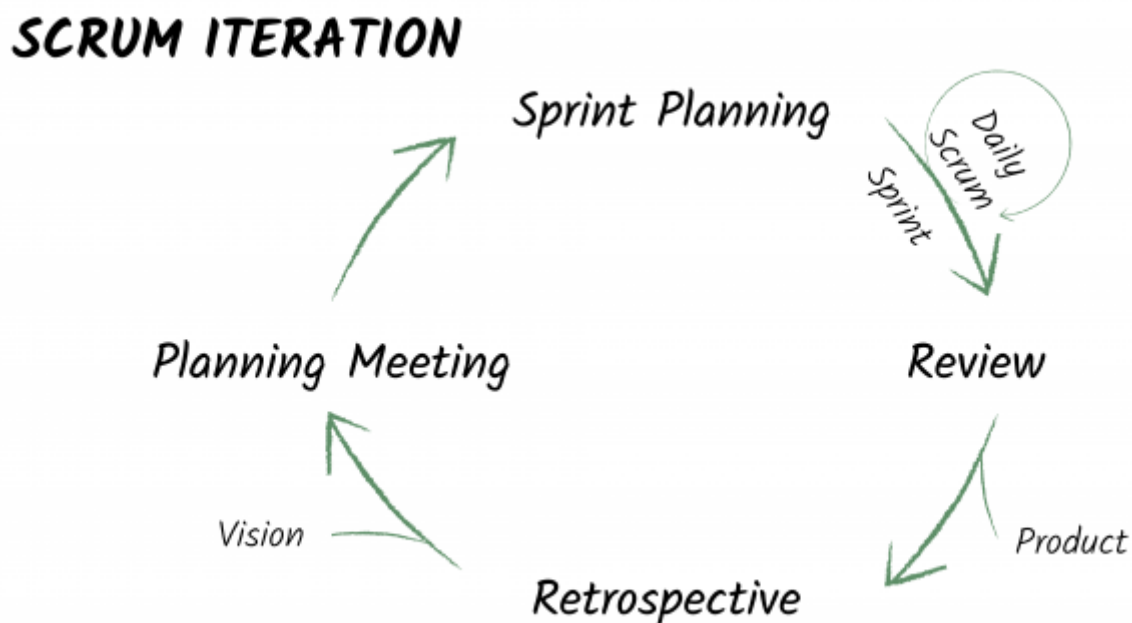 SCRUM ITERATION
Sprint Planning
Daily
Scrum
Sprint
Planning Meeting
Review
Vision
Product
Retrospective